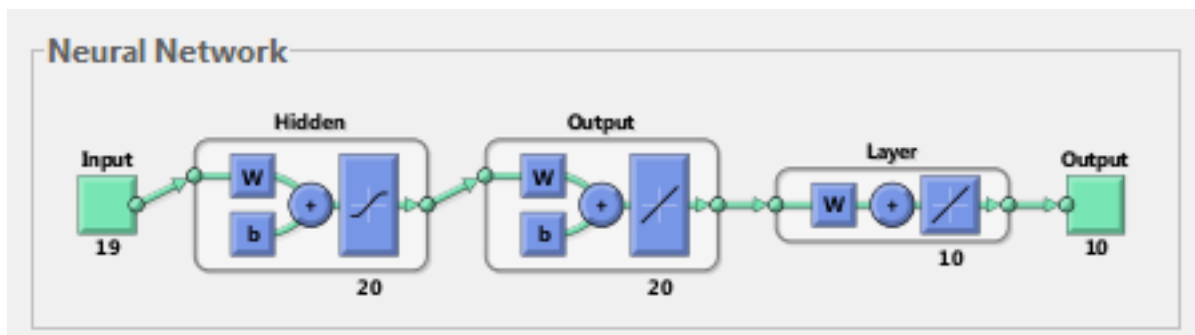 Neural Network
Hidden
Output
Layer
Input
Output
W
b
+
W
b
+
W
+
19
20
20
10
10